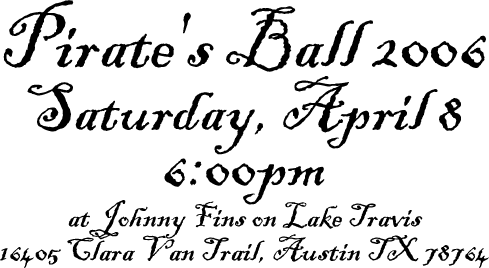 Pirate's Ball 2006
Saturday, April 8
6:00pm
at Johnny Fins on Lake Travis
16405 Clara Van Trail, Austin TX 78764